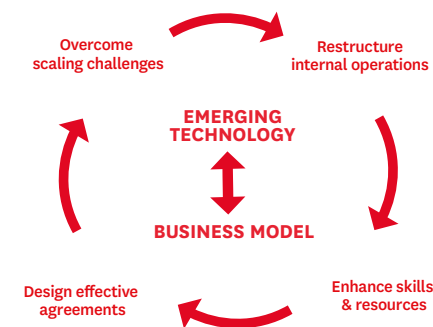 Overcome
scaling challenges
Restructure
internal operations
EMERGING
TECHNOLOGY
BUSINESS MODEL
Design effective
agreements
Enhance skills
& resources